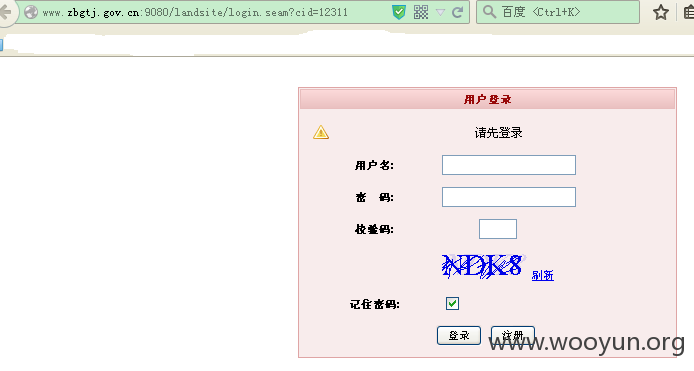 www.zbgtj.gov.cn:9080/landsite/login.seam?cid=12311
百度 <Ctrl+K>
用户登录
请先登录
用户名:
密 码:
校验码:
NDK8 刷新
记住密码:
登录 注册
www.wooyun.org